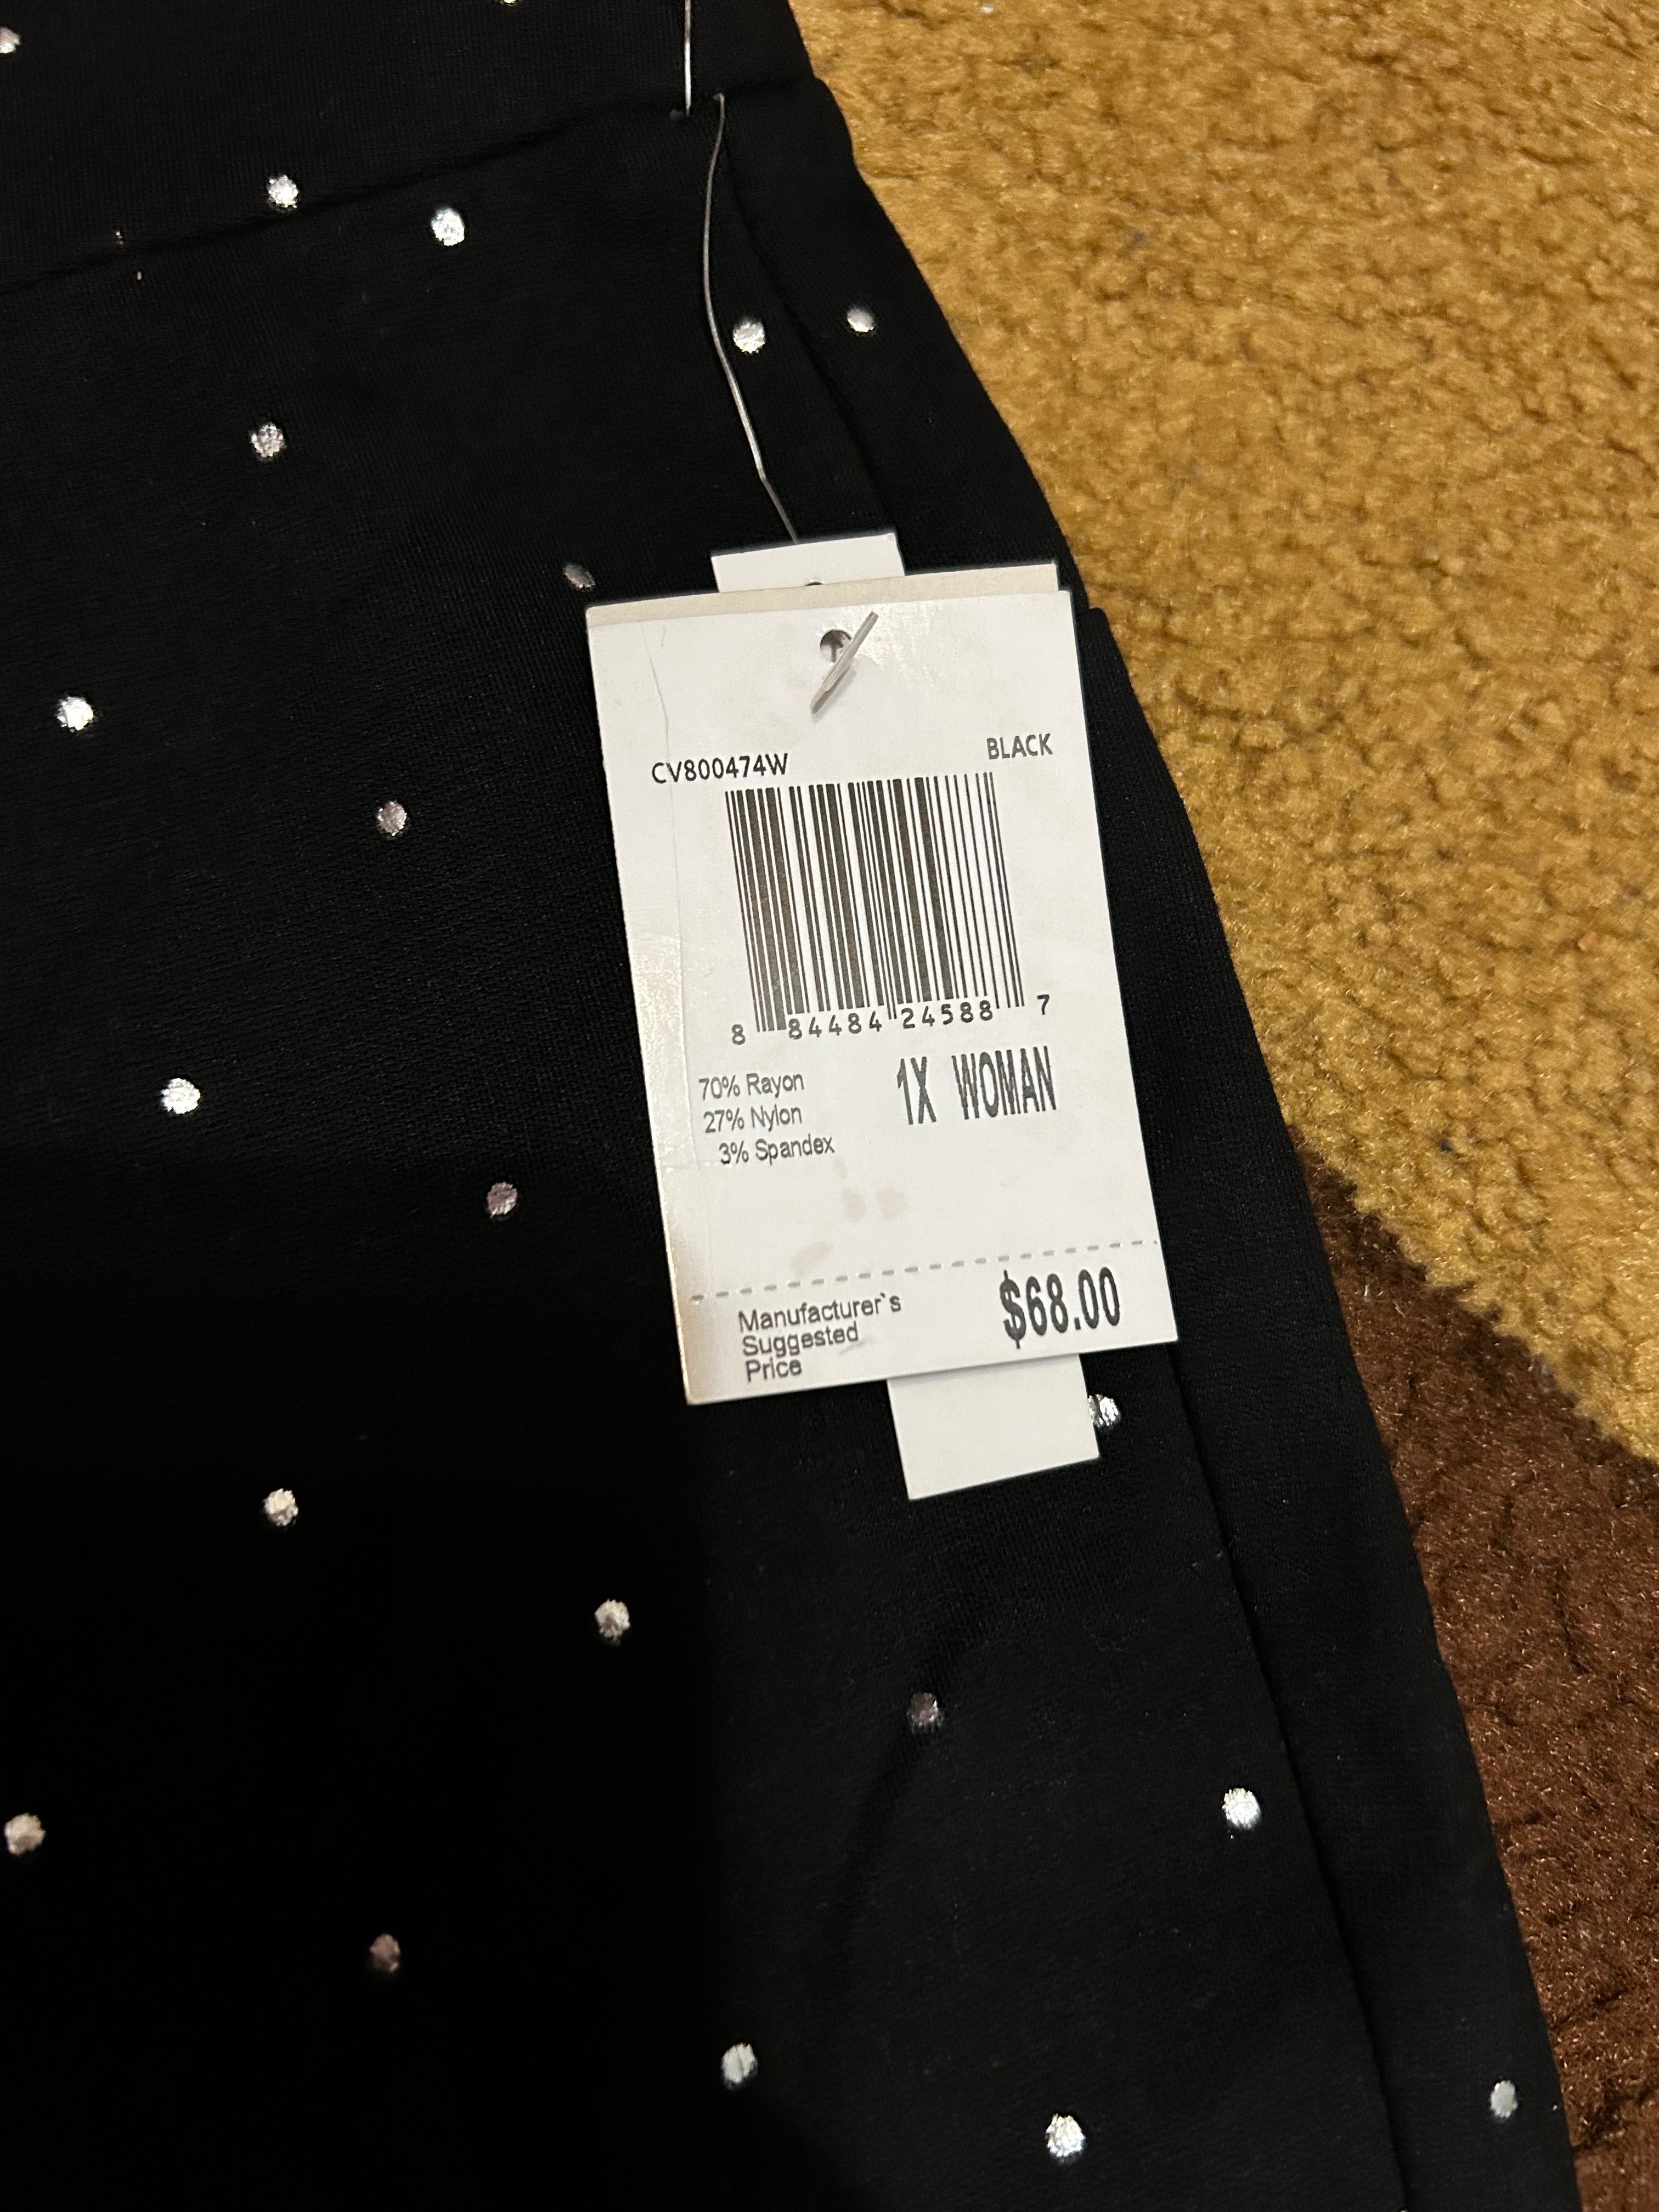 CV800474W BLACK
8 84484 24588 7
70% Rayon
27% Nylon
3% Spandex
1X WOMAN
Manufacturer`s
Suggested
Price
$68.00